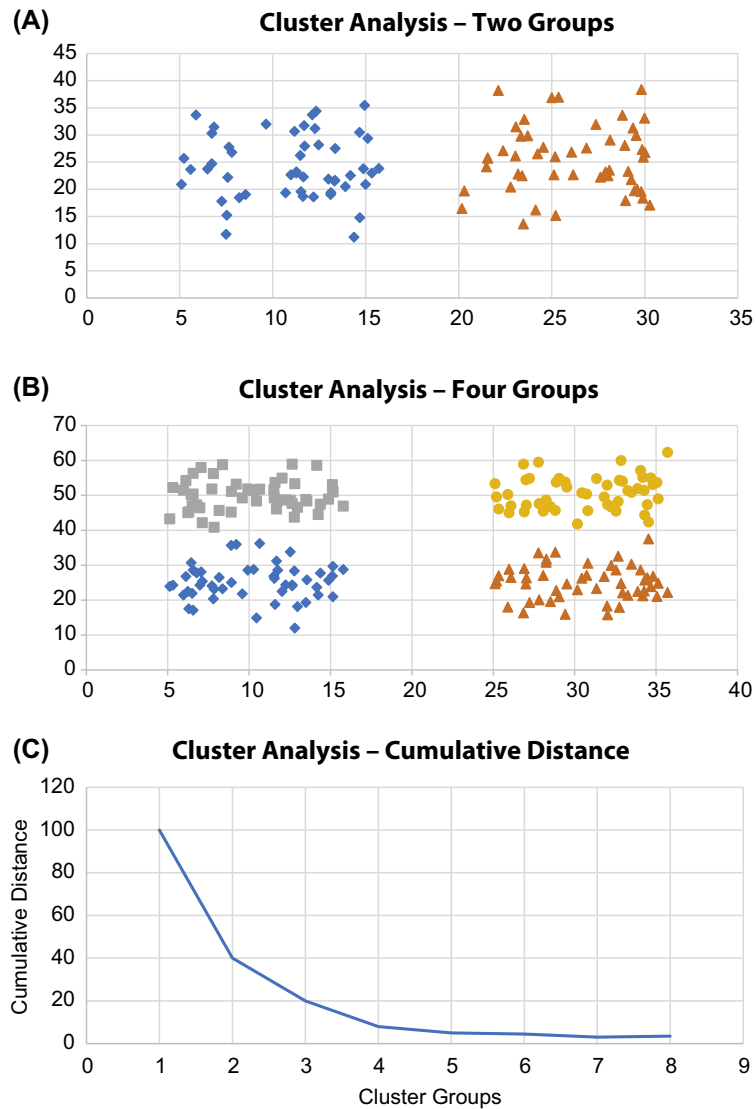 (A)
Cluster Analysis – Two Groups
45
40
35
30
25
20
15
10
5
0
0 5 10 15 20 25 30 35
(B)
Cluster Analysis – Four Groups
70
60
50
40
30
20
10
0
0 5 10 15 20 25 30 35 40
(C)
Cluster Analysis – Cumulative Distance
120
100
80
60
40
20
0
Cumulative Distance
0 1 2 3 4 5 6 7 8 9
Cluster Groups